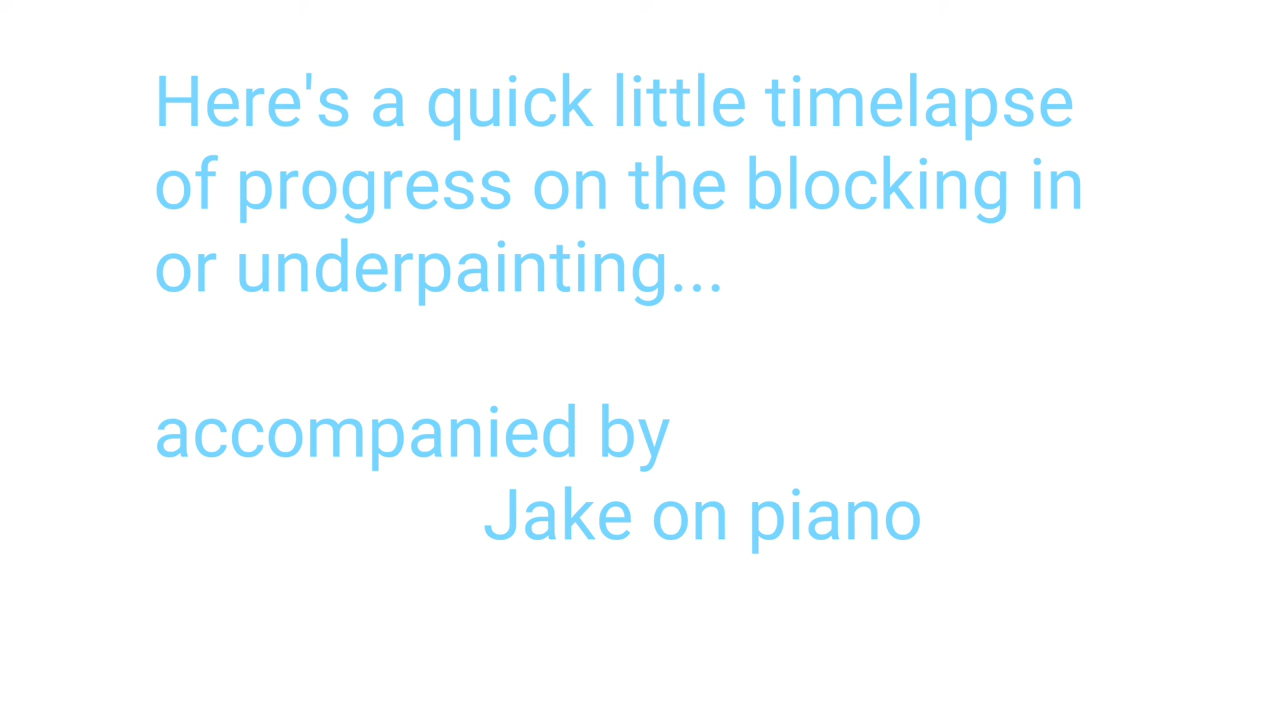 Here's a quick little timelapse
of progress on the blocking in
or underpainting...
accompanied by
Jake on piano